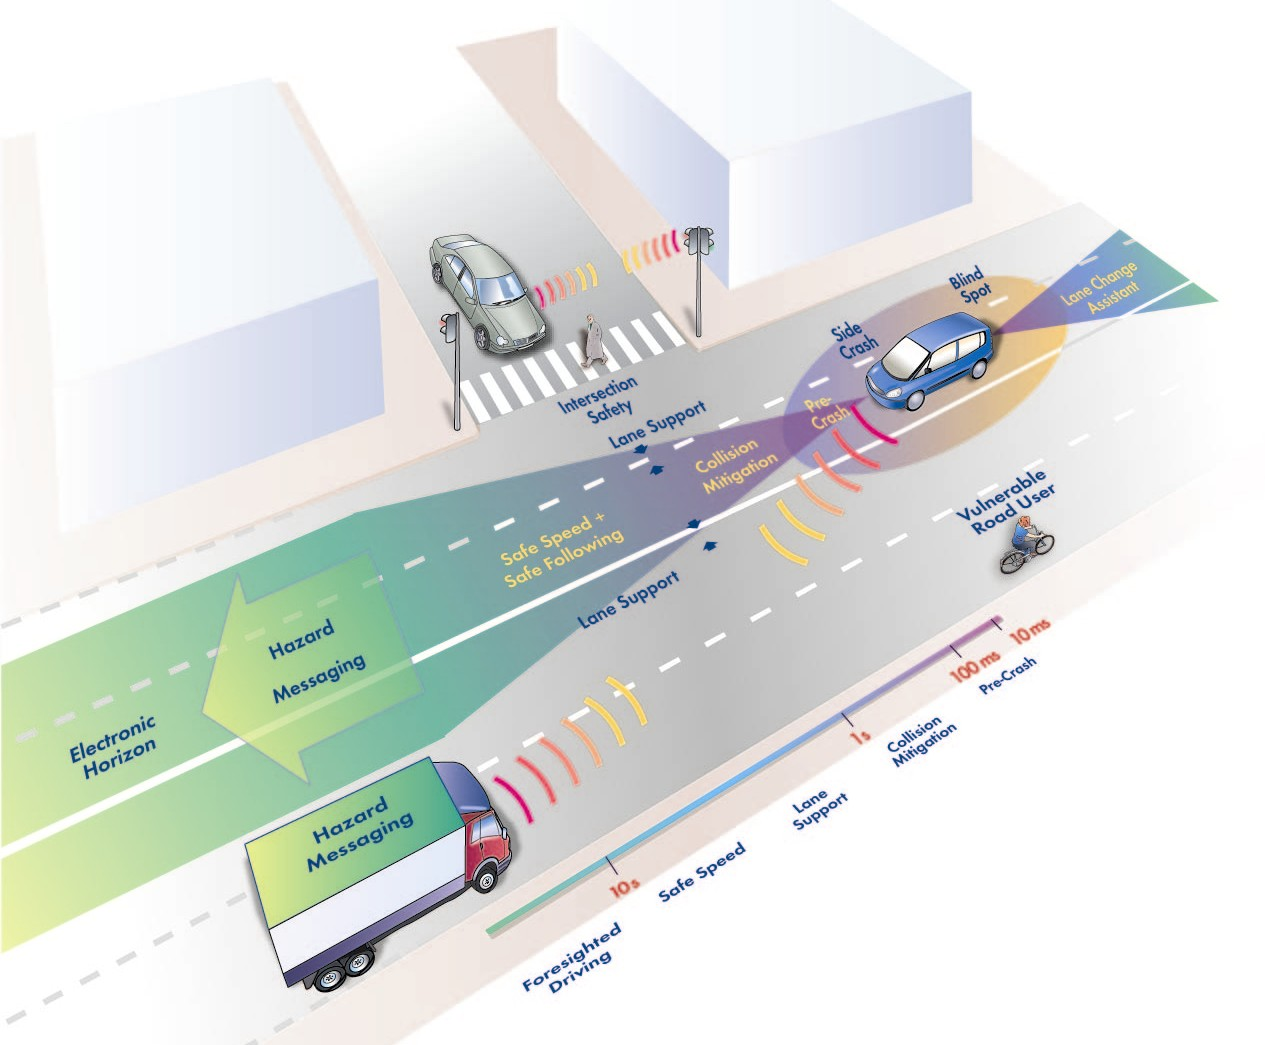 Blind
Spot
Lane Change
Assistant
Side
Crash
Pre-
Crash
Intersection
Safety
Lane Support
Collision
Mitigation
Vulnerable
Road User
Safe Speed +
Safe Following
Lane Support
Hazard
Messaging
Electronic
Horizon
Hazard
Messaging
10 ms
100 ms
Pre-Crash
1s
Collision
Mitigation
Lane
Support
Safe Speed
10s
Foresighted
Driving